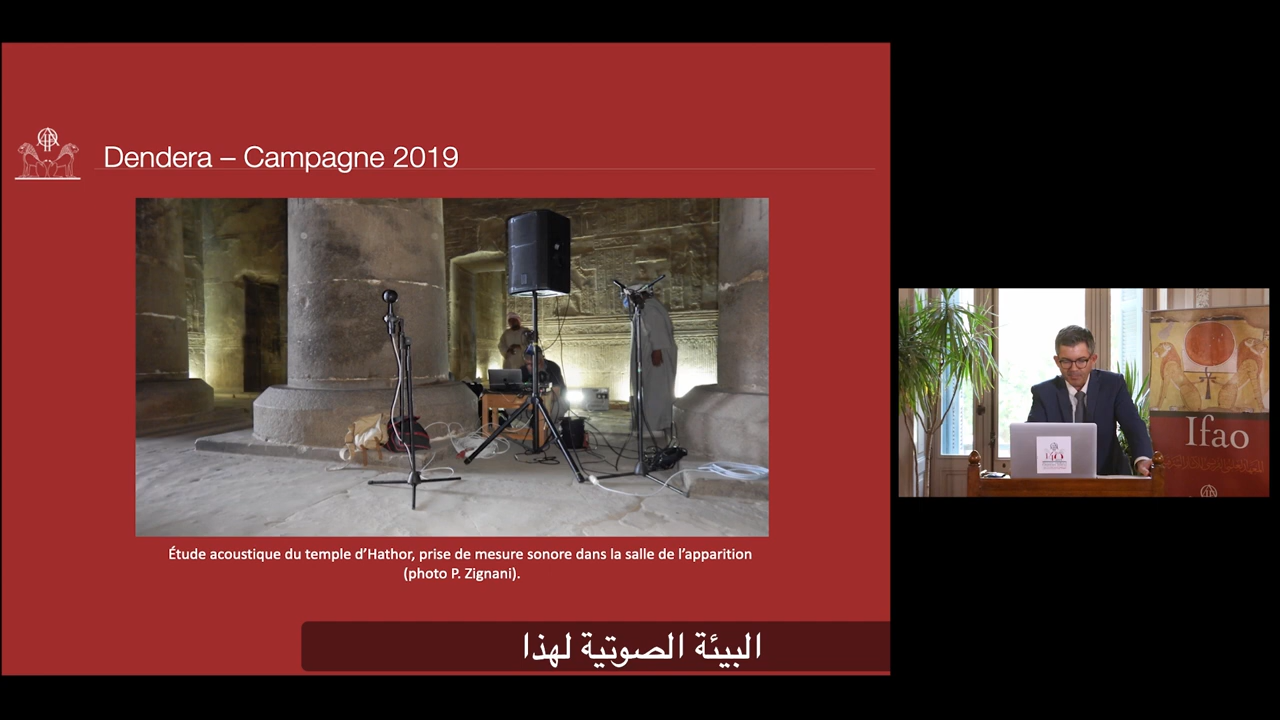 Dendera – Campagne 2019
Étude acoustique du temple d’Hathor, prise de mesure sonore dans la salle de l’apparition
(photo P. Zignani).
البيئة الصوتية لهذا
Ifao